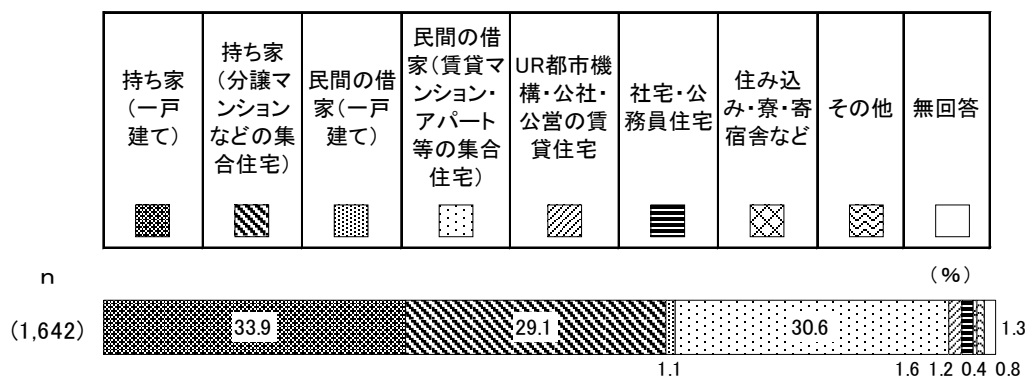 持ち家
(一戸
建て)
持ち家
(分譲マ
ンション
などの集
合住宅)
民間の借
家(一戸
建て)
民間の借
家(賃貸マ
ンション・
アパート
等の集合
住宅)
UR都市機
構・公社・
公営の賃
貸住宅
社宅・公
務員住宅
住み込
み・寮・寄
宿舎など
その他
無回答
n
(%)
(1,642)
33.9
29.1
30.6
1.3
1.1
1.6 1.2 0.4 0.8